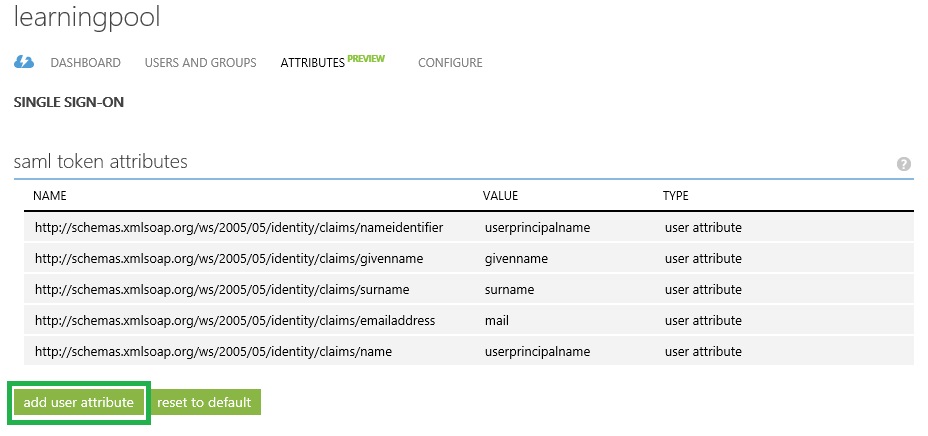 learningpool
DASHBOARD USERS AND GROUPS ATTRIBUTES PREVIEW CONFIGURE
SINGLE SIGN-ON
saml token attributes ?
NAME VALUE TYPE
http://schemas.xmlsoap.org/ws/2005/05/identity/claims/nameidentifier userprincipalname user attribute
http://schemas.xmlsoap.org/ws/2005/05/identity/claims/givenname givenname user attribute
http://schemas.xmlsoap.org/ws/2005/05/identity/claims/surname surname user attribute
http://schemas.xmlsoap.org/ws/2005/05/identity/claims/emailaddress mail user attribute
http://schemas.xmlsoap.org/ws/2005/05/identity/claims/name userprincipalname user attribute
add user attribute reset to default